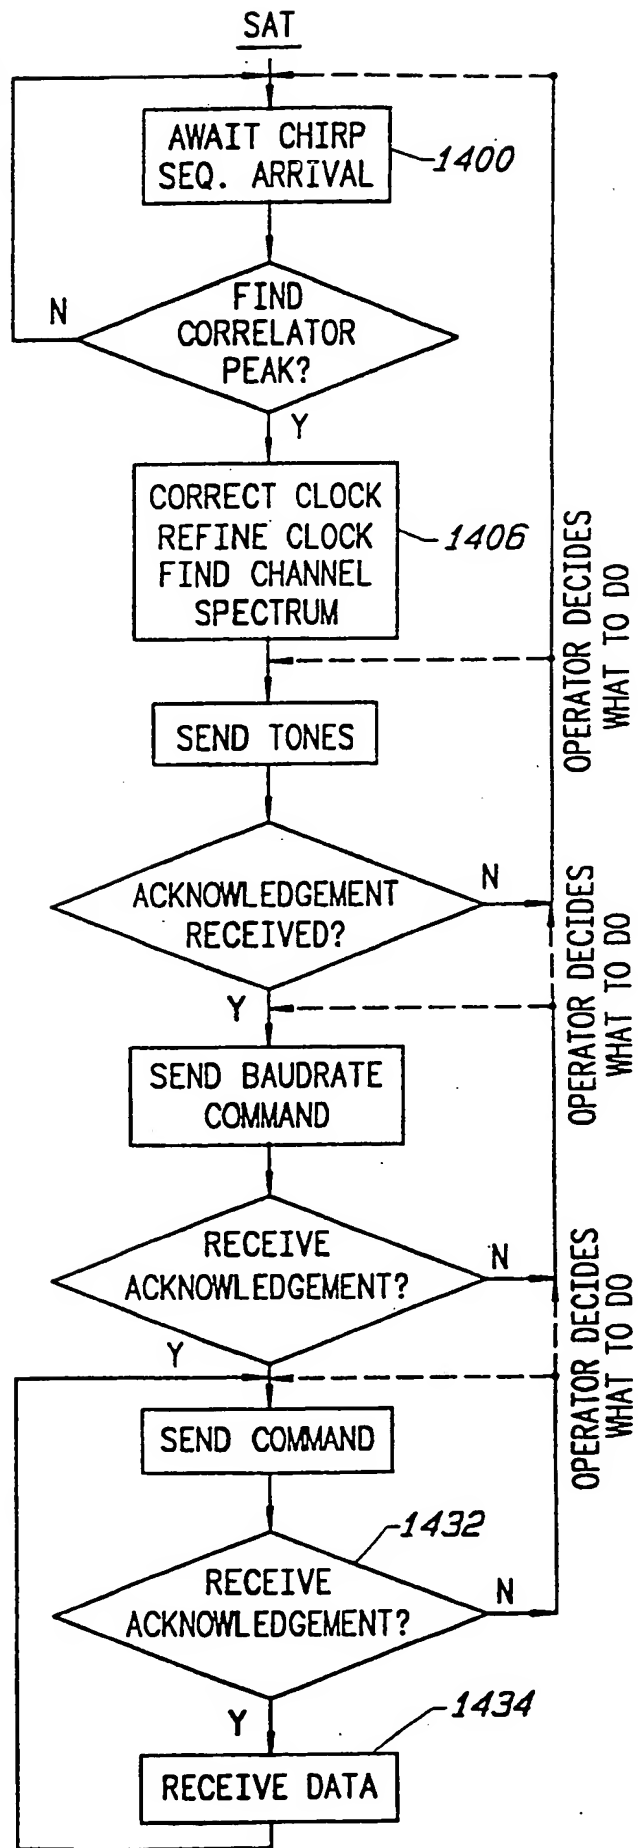 SAT
AWAIT CHIRP
SEQ. ARRIVAL
1400
FIND
CORRELATOR
PEAK?
N
Y
CORRECT CLOCK
REFINE CLOCK
FIND CHANNEL
SPECTRUM
1406
OPERATOR DECIDES
WHAT TO DO
SEND TONES
ACKNOWLEDGEMENT
RECEIVED?
N
Y
OPERATOR DECIDES
WHAT TO DO
SEND BAUDRATE
COMMAND
RECEIVE
ACKNOWLEDGEMENT?
N
Y
OPERATOR DECIDES
WHAT TO DO
SEND COMMAND
1432
RECEIVE
ACKNOWLEDGEMENT?
N
Y
1434
RECEIVE DATA